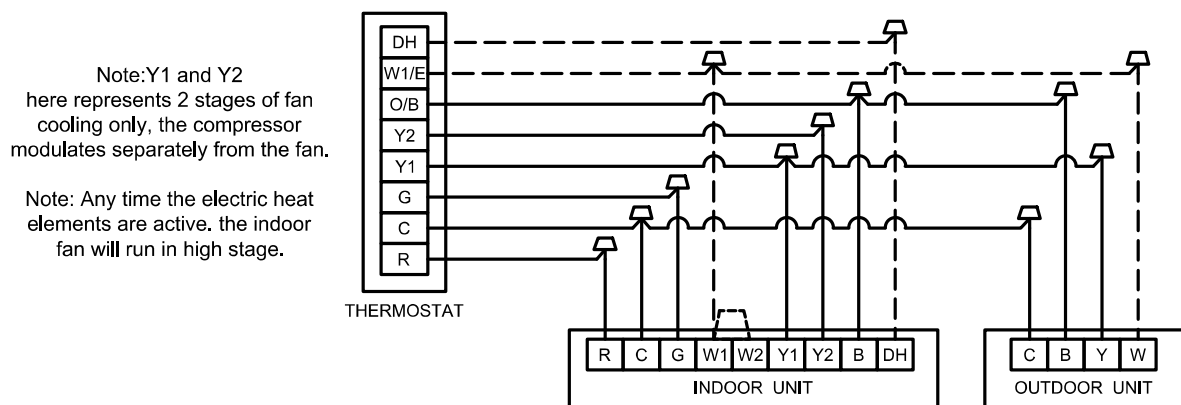 Note:Y1 and Y2
here represents 2 stages of fan
cooling only, the compressor
modulates separately from the fan.
Note: Any time the electric heat
elements are active. the indoor
fan will run in high stage.
DH
W1/E
O/B
Y2
Y1
G
C
R
THERMOSTAT
R C G W1 W2 Y1 Y2 B DH
INDOOR UNIT
C B Y W
OUTDOOR UNIT